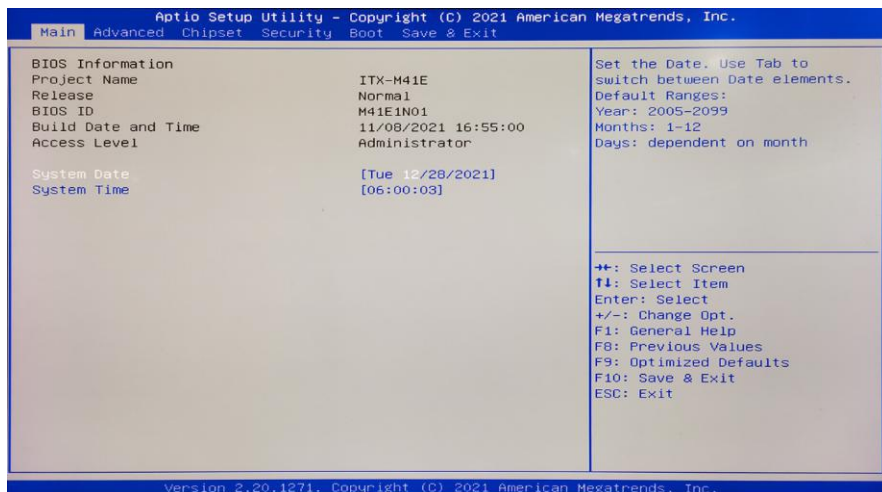 Aptio Setup Utility – Copyright (C) 2021 American Megatrends, Inc.
Main Advanced Chipset Security Boot Save & Exit
BIOS Information
Project Name ITX-M41E
Release Normal
BIOS ID M41E1N01
Build Date and Time 11/08/2021 16:55:00
Access Level Administrator
System Date [Tue 12/28/2021]
System Time [06:00:03]
Set the Date. Use Tab to
switch between Date elements.
Default Ranges:
Year: 2005-2099
Months: 1-12
Days: dependent on month
→←: Select Screen
↑↓: Select Item
Enter: Select
+/-: Change Opt.
F1: General Help
F8: Previous Values
F9: Optimized Defaults
F10: Save & Exit
ESC: Exit
Version 2.20.1271. Copyright (C) 2021 American Megatrends, Inc.